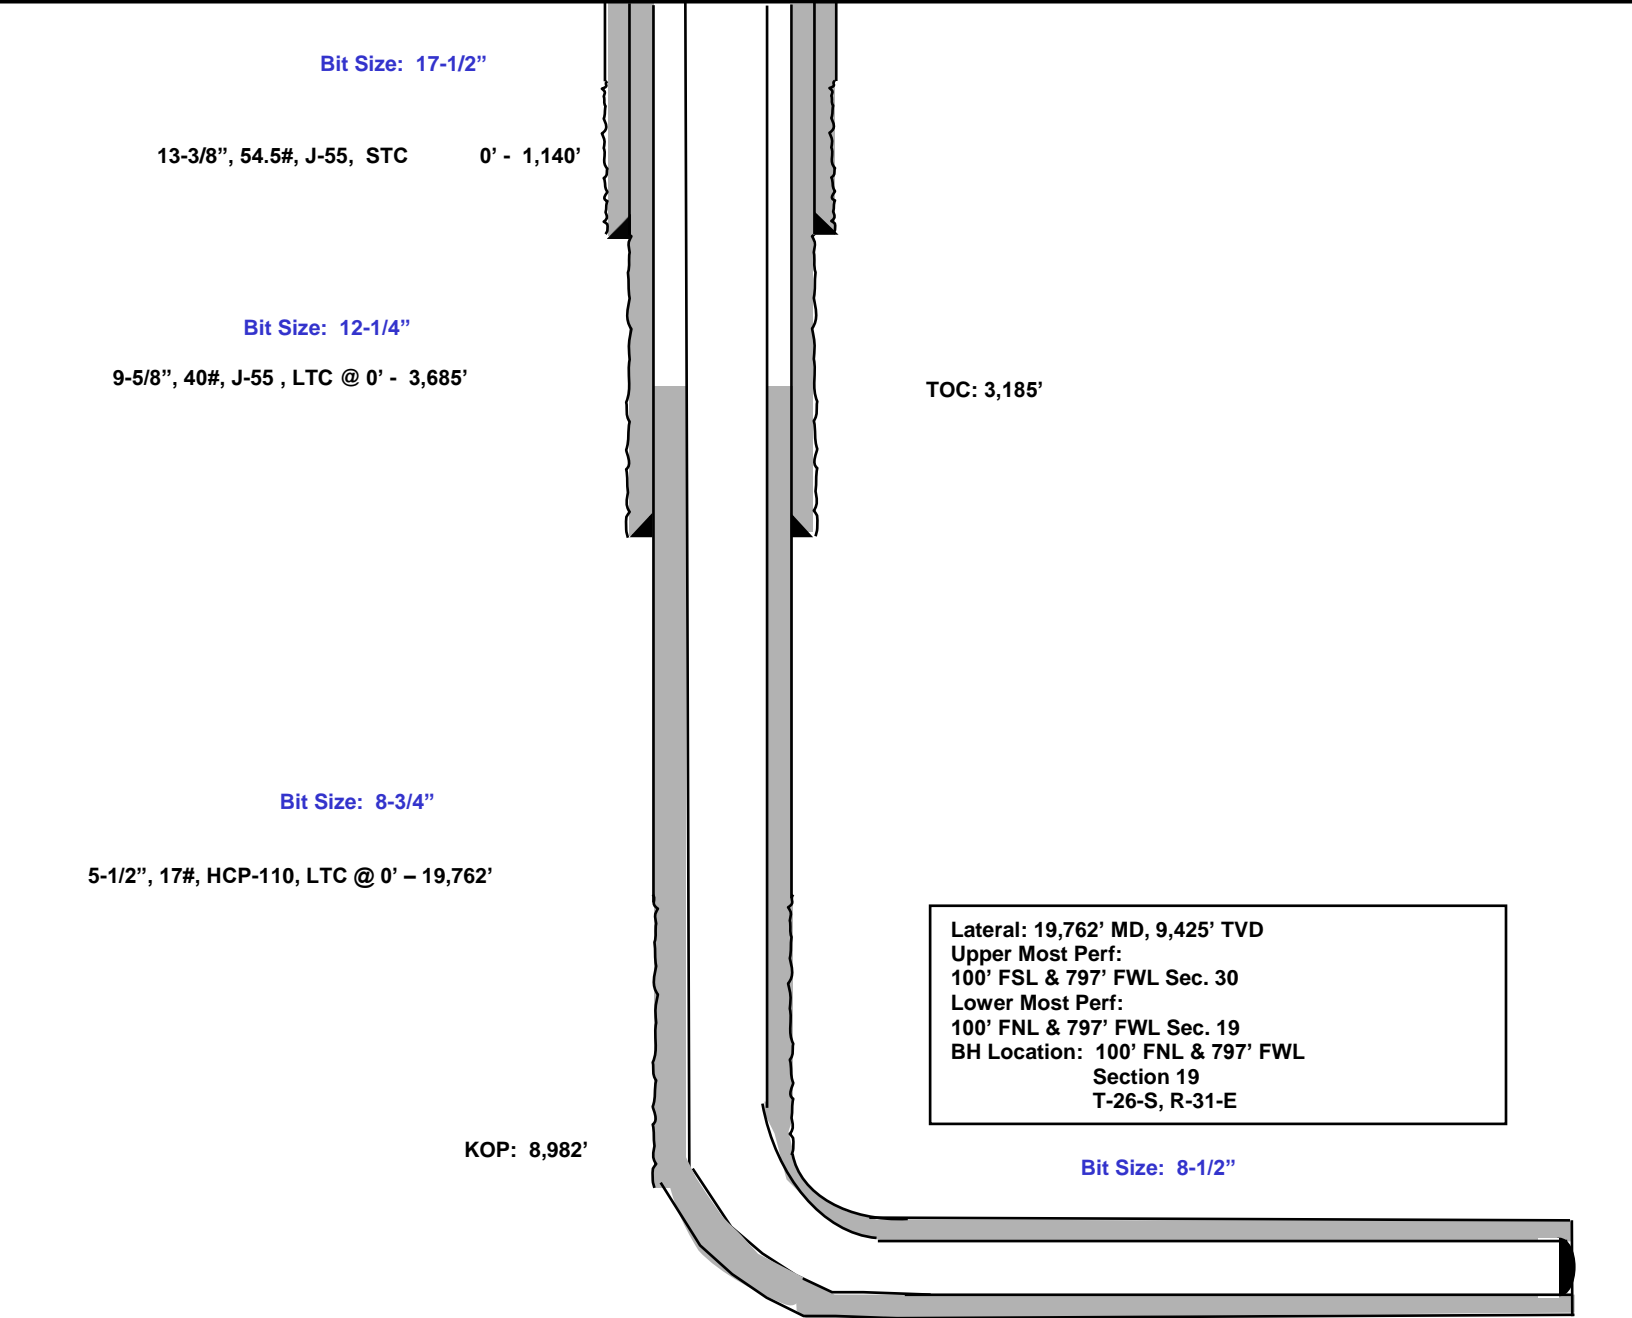 Bit Size: 17-1/2”
13-3/8”, 54.5#, J-55, STC 0’ - 1,140’
Bit Size: 12-1/4”
9-5/8”, 40#, J-55 , LTC @ 0’ - 3,685’
TOC: 3,185’
Bit Size: 8-3/4”
5-1/2”, 17#, HCP-110, LTC @ 0’ – 19,762’
Lateral: 19,762’ MD, 9,425’ TVD
Upper Most Perf:
100’ FSL & 797’ FWL Sec. 30
Lower Most Perf:
100’ FNL & 797’ FWL Sec. 19
BH Location: 100’ FNL & 797’ FWL
Section 19
T-26-S, R-31-E
KOP: 8,982’
Bit Size: 8-1/2”